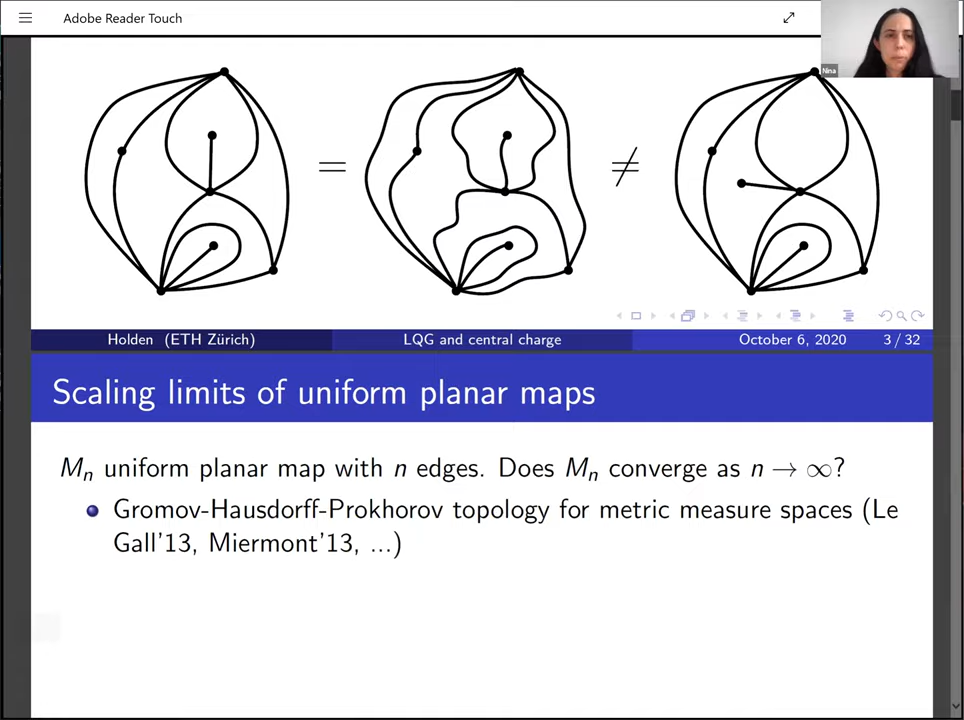 Adobe Reader Touch
Nina
= ≠
Holden (ETH Zürich) LQG and central charge October 6, 2020 3 / 32
Scaling limits of uniform planar maps
Mₙ uniform planar map with n edges. Does Mₙ converge as n → ∞?
Gromov-Hausdorff-Prokhorov topology for metric measure spaces (Le
Gall'13, Miermont'13, ...)